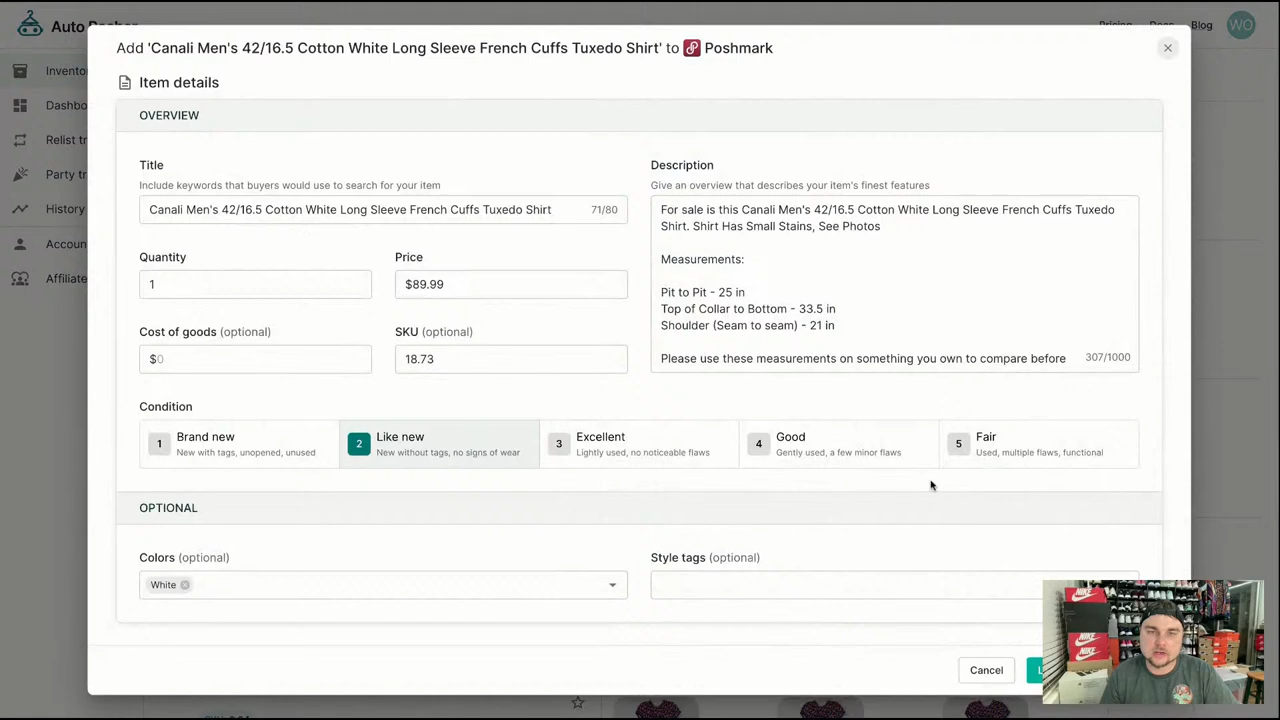 Auto
Pricing
Docs
Blog
WO
Add 'Canali Men's 42/16.5 Cotton White Long Sleeve French Cuffs Tuxedo Shirt' to Poshmark
Invento
Dashbo
Relist tr
Party tr
History
Accoun
Affiliate
Item details
OVERVIEW
Title
Include keywords that buyers would use to search for your item
Canali Men's 42/16.5 Cotton White Long Sleeve French Cuffs Tuxedo Shirt 71/80
Quantity
1
Price
$89.99
Cost of goods (optional)
$0
SKU (optional)
18.73
Description
Give an overview that describes your item's finest features
For sale is this Canali Men's 42/16.5 Cotton White Long Sleeve French Cuffs Tuxedo
Shirt. Shirt Has Small Stains, See Photos
Measurements:
Pit to Pit - 25 in
Top of Collar to Bottom - 33.5 in
Shoulder (Seam to seam) - 21 in
Please use these measurements on something you own to compare before
307/1000
Condition
1 Brand new
New with tags, unopened, unused
2 Like new
New without tags, no signs of wear
3 Excellent
Lightly used, no noticeable flaws
4 Good
Gently used, a few minor flaws
5 Fair
Used, multiple flaws, functional
OPTIONAL
Colors (optional)
White
Style tags (optional)
Cancel
L
NIKE
NIKE
NIKE